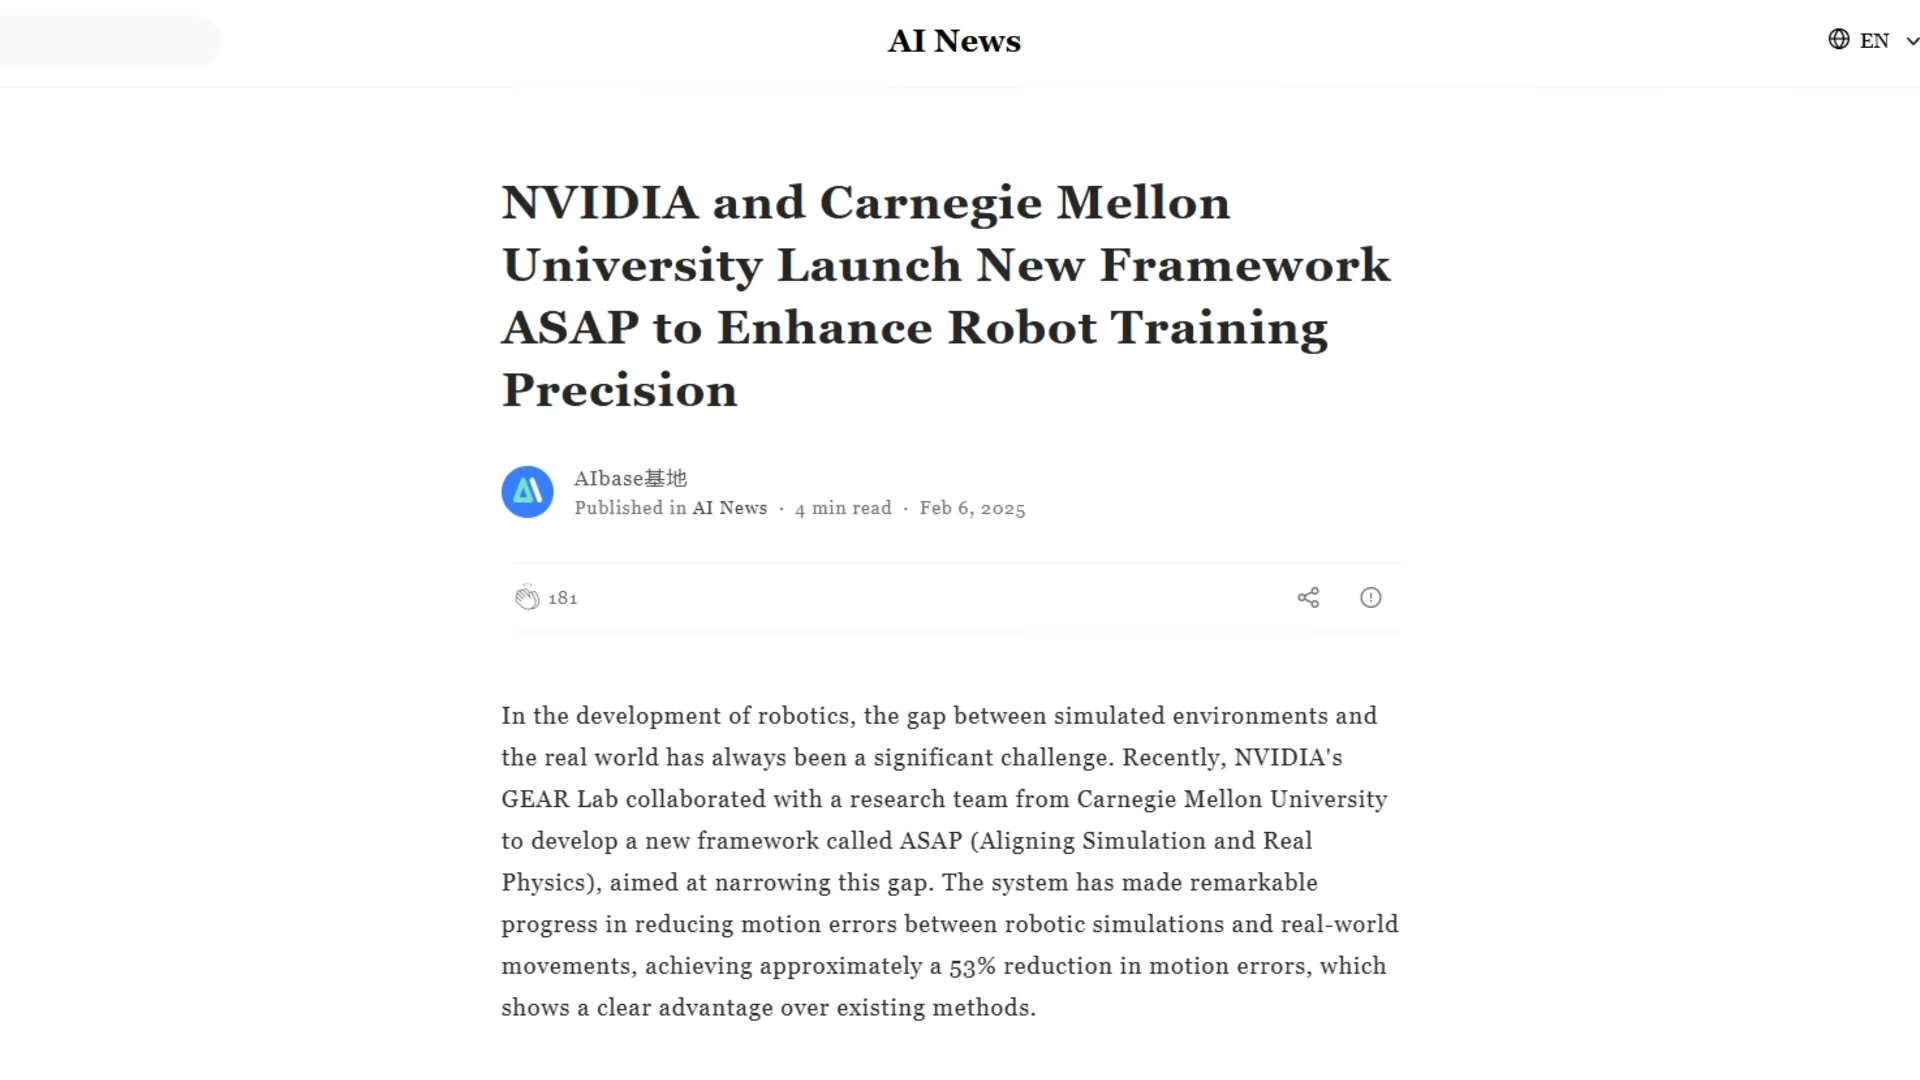 AI News
EN
NVIDIA and Carnegie Mellon
University Launch New Framework
ASAP to Enhance Robot Training
Precision
AIbase基地
Published in AI News · 4 min read · Feb 6, 2025
181
In the development of robotics, the gap between simulated environments and
the real world has always been a significant challenge. Recently, NVIDIA's
GEAR Lab collaborated with a research team from Carnegie Mellon University
to develop a new framework called ASAP (Aligning Simulation and Real
Physics), aimed at narrowing this gap. The system has made remarkable
progress in reducing motion errors between robotic simulations and real-world
movements, achieving approximately a 53% reduction in motion errors, which
shows a clear advantage over existing methods.